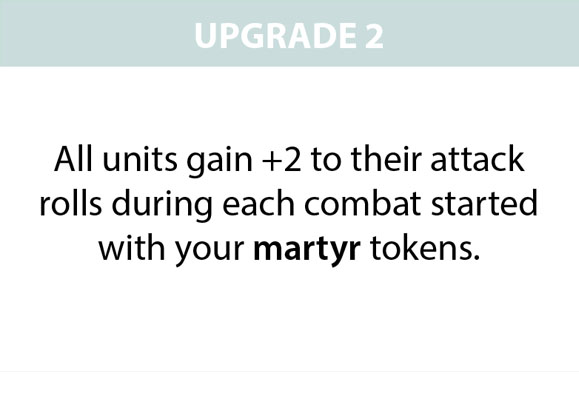 UPGRADE 2
All units gain +2 to their attack
rolls during each combat started
with your martyr tokens.